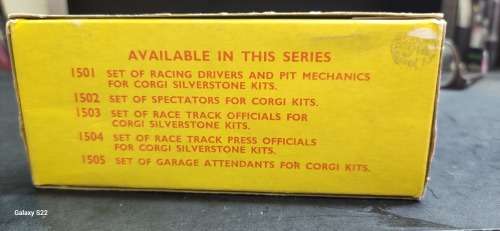 AVAILABLE IN THIS SERIES
1501 SET OF RACING DRIVERS AND PIT MECHANICS
FOR CORGI SILVERSTONE KITS.
1502 SET OF SPECTATORS FOR CORGI KITS.
1503 SET OF RACE TRACK OFFICIALS FOR
CORGI SILVERSTONE KITS.
1504 SET OF RACE TRACK PRESS OFFICIALS
FOR CORGI SILVERSTONE KITS.
1505 SET OF GARAGE ATTENDANTS FOR CORGI KITS.
Galaxy S22